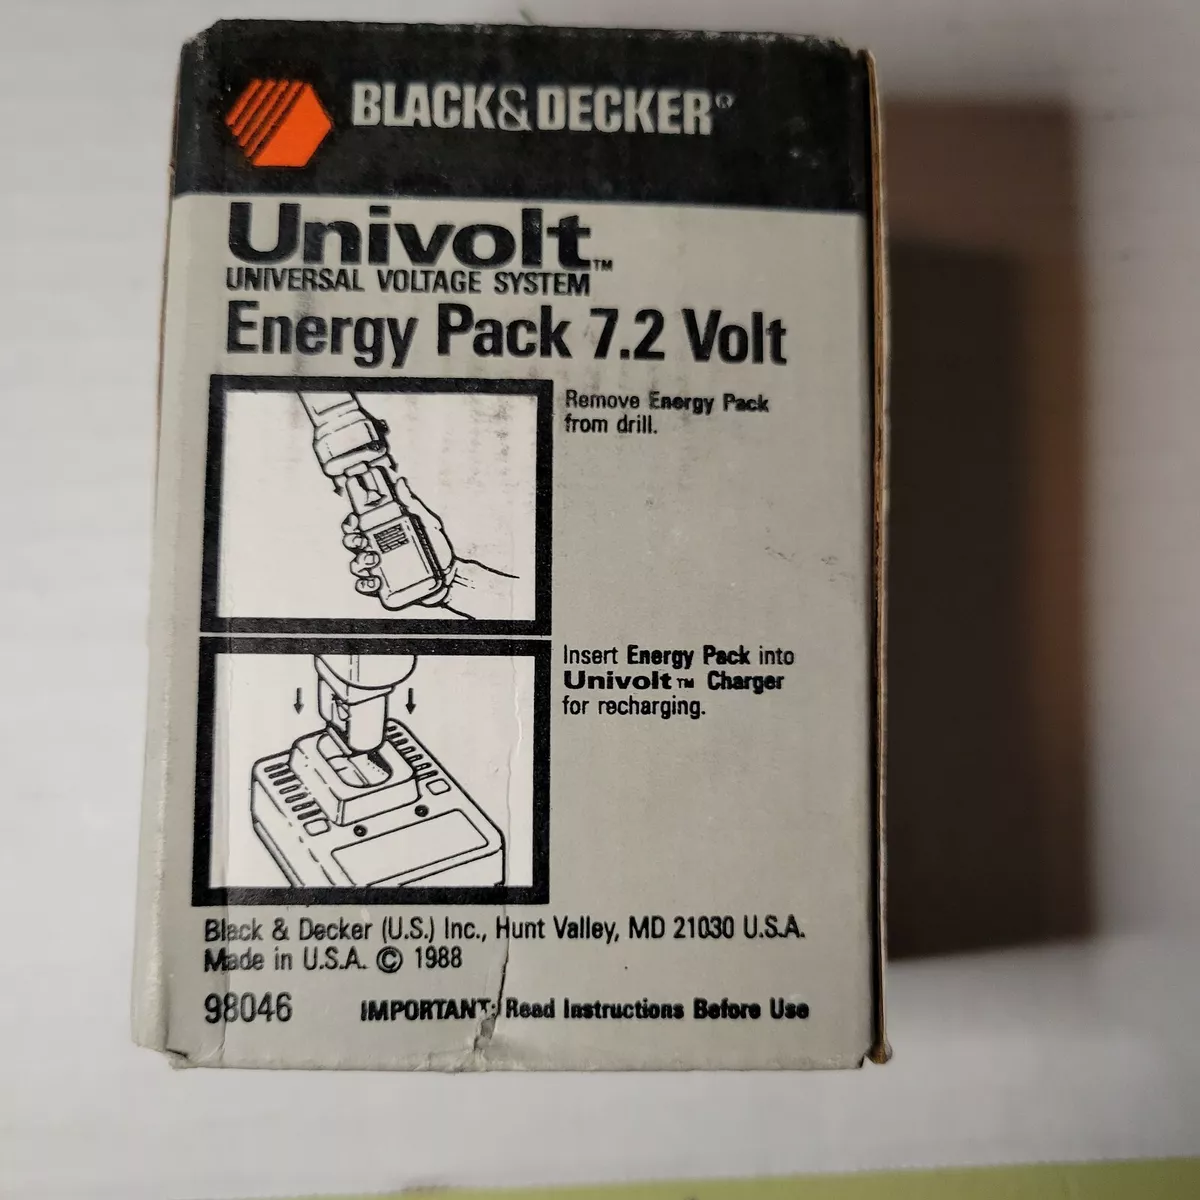 BLACK&DECKER®
Univolt™
UNIVERSAL VOLTAGE SYSTEM
Energy Pack 7.2 Volt
Remove Energy Pack
from drill.
Insert Energy Pack into
Univolt™ Charger
for recharging.
Black & Decker (U.S.) Inc., Hunt Valley, MD 21030 U.S.A.
Made in U.S.A. © 1988
98046 IMPORTANT: Read Instructions Before Use